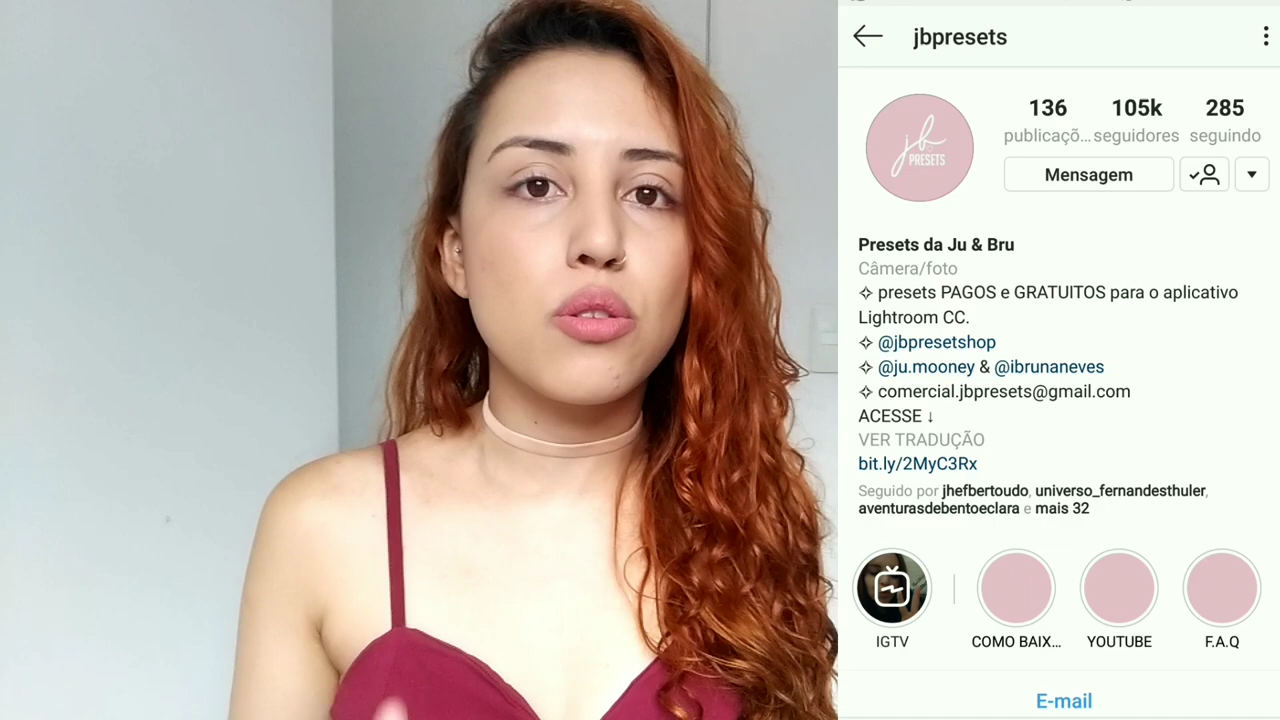 jbpresets
136 105k 285
publicaçõ... seguidores seguindo
jb
PRESETS
Mensagem
Presets da Ju & Bru
Câmera/foto
✧ presets PAGOS e GRATUITOS para o aplicativo
Lightroom CC.
✧ @jbpresetshop
✧ @ju.mooney & @ibrunaneves
✧ comercial.jbpresets@gmail.com
ACESSE ↓
VER TRADUÇÃO
bit.ly/2MyC3Rx
Seguido por jhefbertoudo, universo_fernandesthuler,
aventurasdebentoeclara e mais 32
IGTV COMO BAIX... YOUTUBE F.A.Q
E-mail